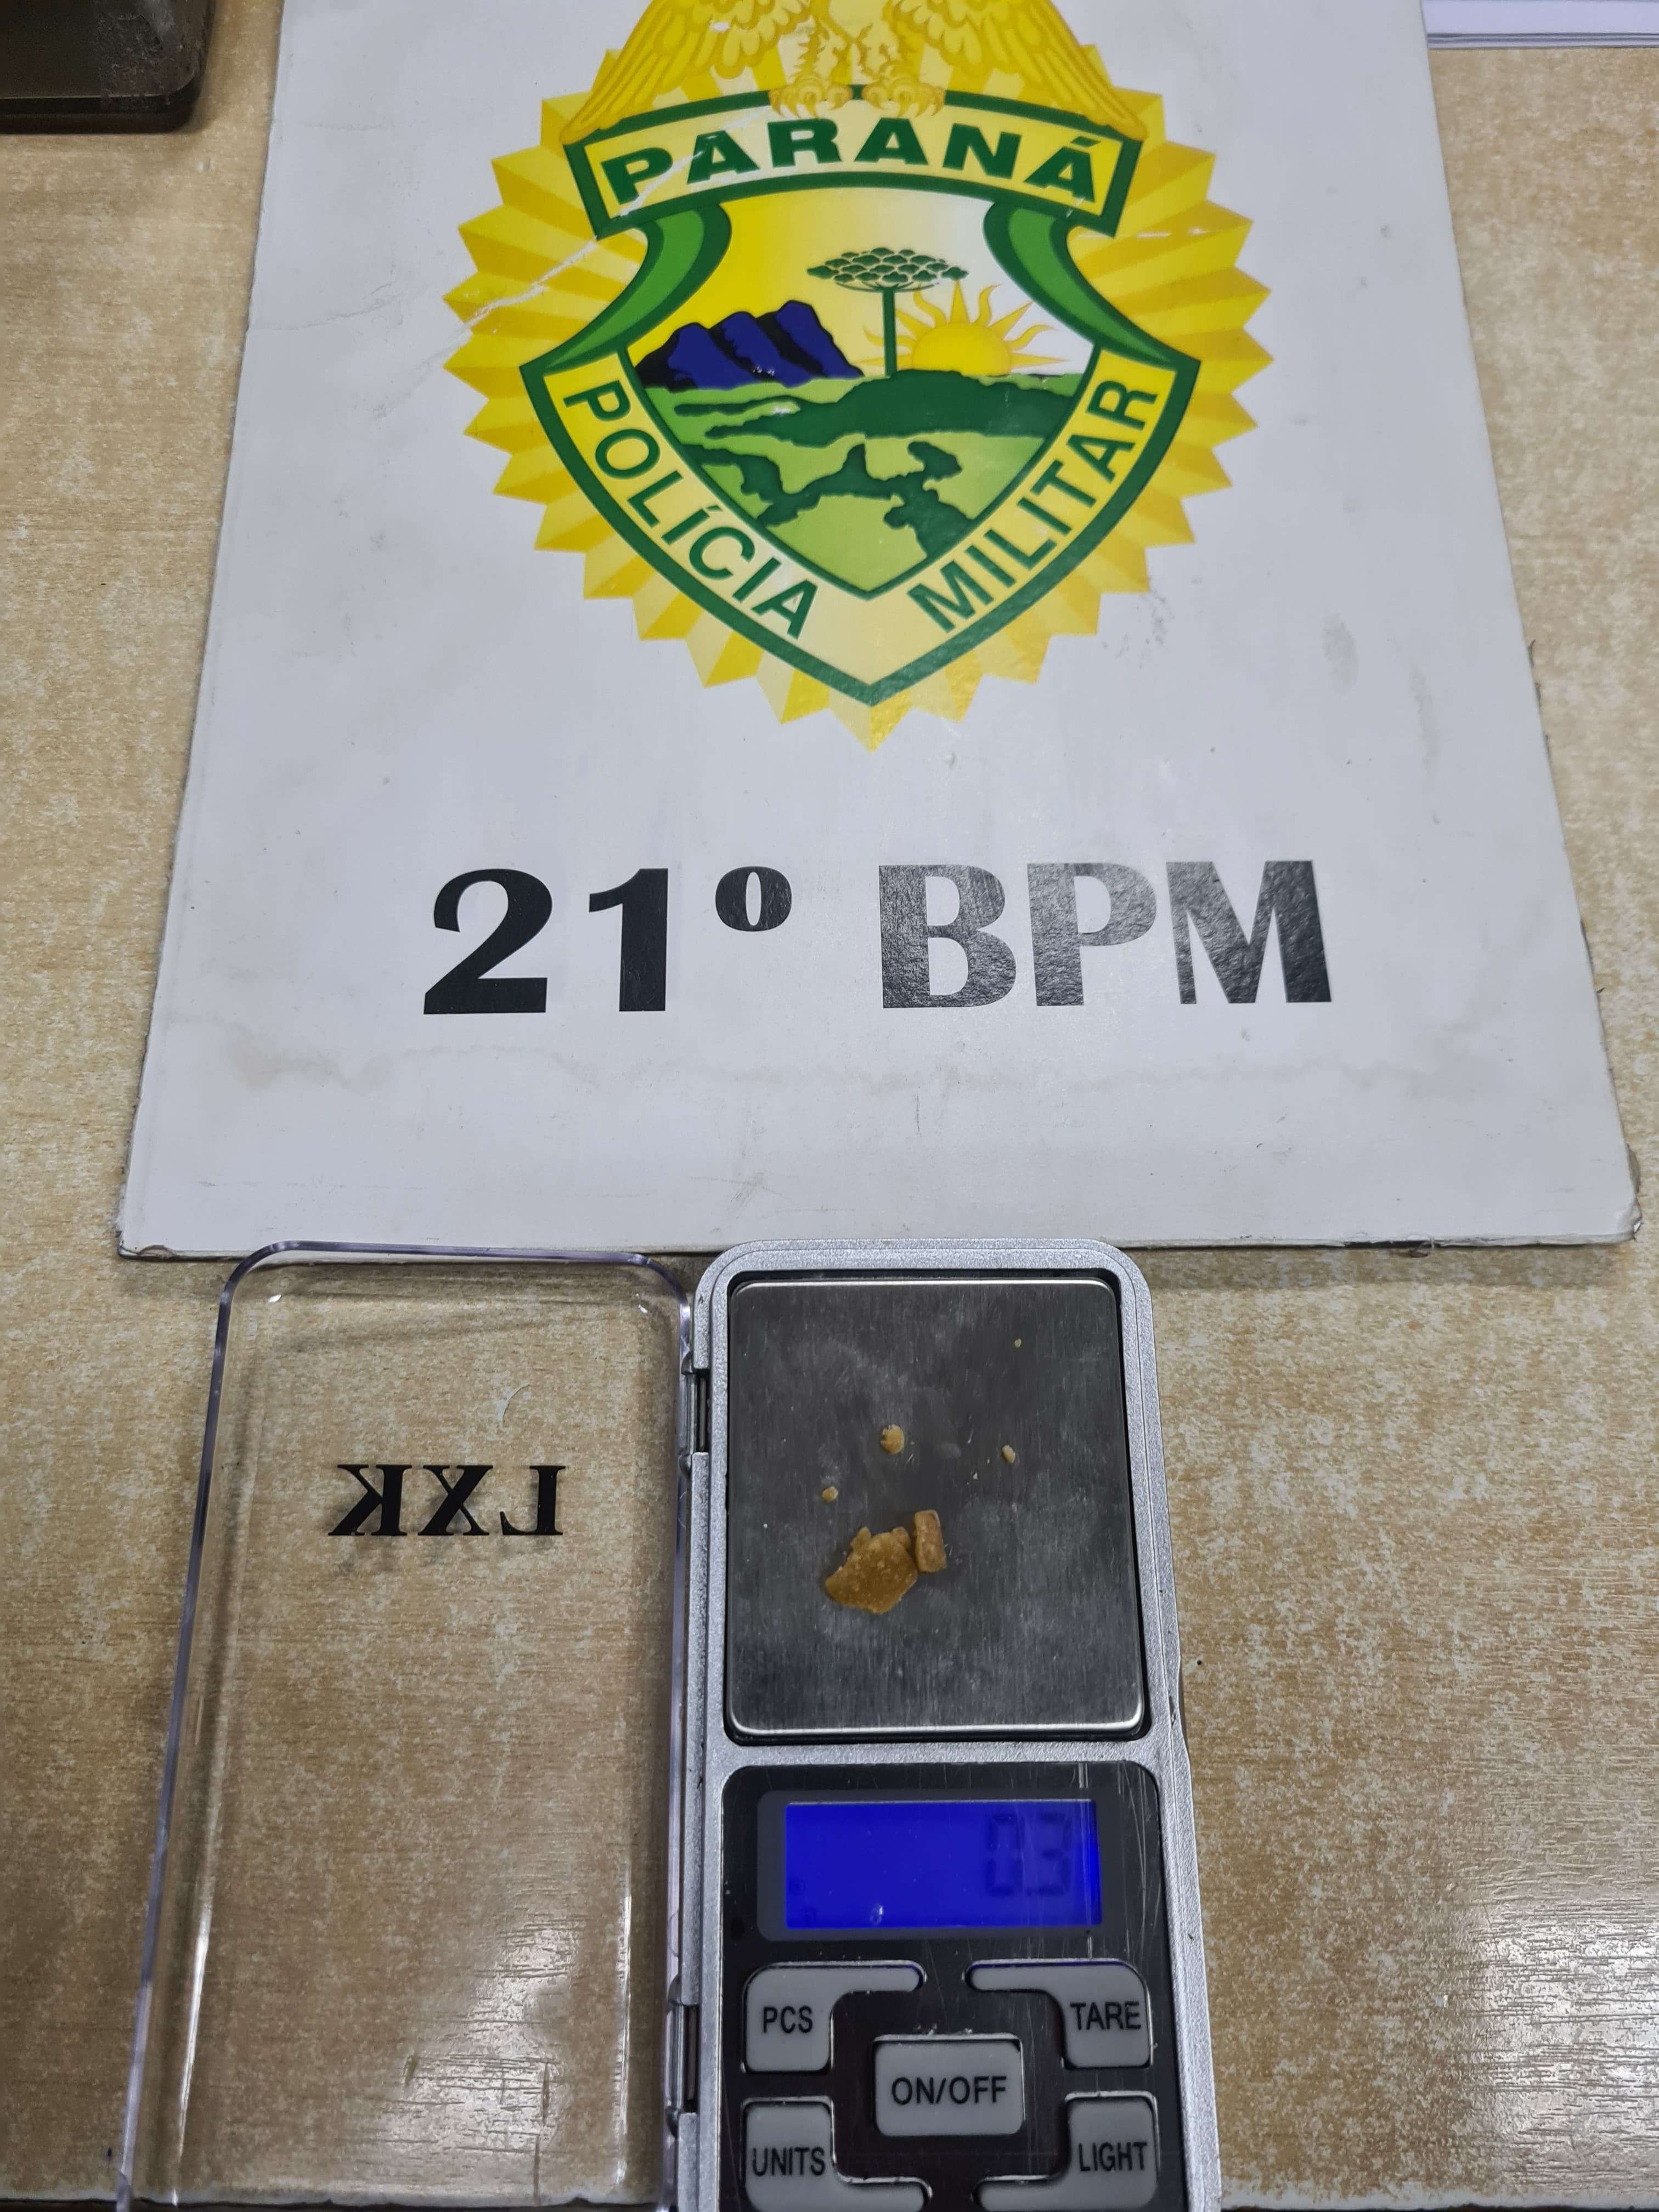 PARANÁ
POLÍCIA MILITAR
21º BPM
LXK
0.3
PCS
TARE
ON/OFF
UNITS
LIGHT